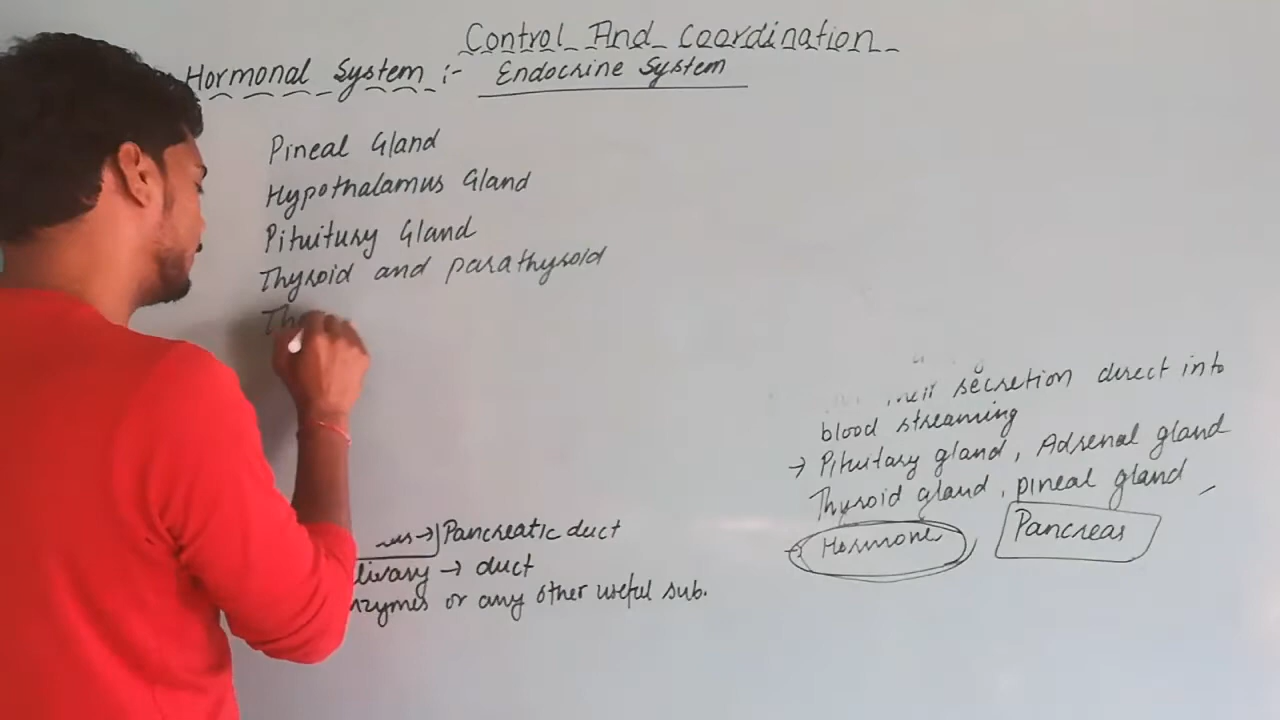 Control And Coordination
Hormonal System :- Endocrine System
Pineal Gland
Hypothalamus Gland
Pituitury Gland
Thyroid and parathyroid
secretion direct into
blood streaming
→ Pituitary gland, Adrenal gland
Thyroid gland, pineal gland,
→ Hormone
Pancreas
→ Pancreatic duct
→ duct
or any other useful sub.